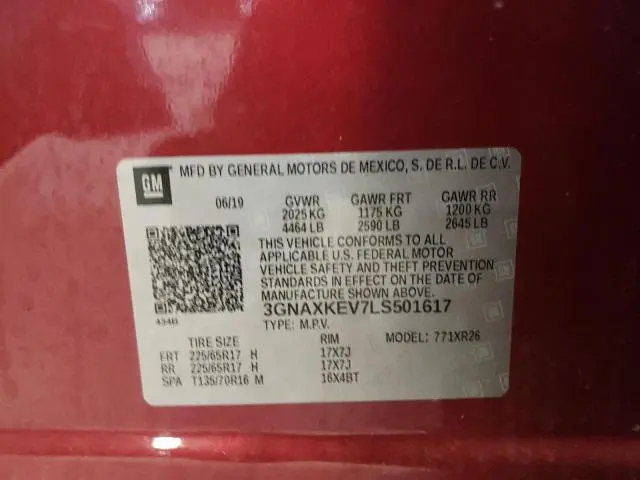 GM MFD BY GENERAL MOTORS DE MEXICO, S. DE R.L. DE C.V.
06/19 GVWR GAWR FRT GAWR RR
2025 KG 1175 KG 1200 KG
4464 LB 2590 LB 2645 LB
THIS VEHICLE CONFORMS TO ALL
APPLICABLE U.S. FEDERAL MOTOR
VEHICLE SAFETY AND THEFT PREVENTION
STANDARDS IN EFFECT ON THE DATE OF
MANUFACTURE SHOWN ABOVE.
434D 3GNAXKEV7LS501617
TYPE: M.P.V.
TIRE SIZE RIM MODEL: 771XR26
FRT 225/65R17 H 17X7J
RR 225/65R17 H 17X7J
SPA T135/70R16 M 16X4BT